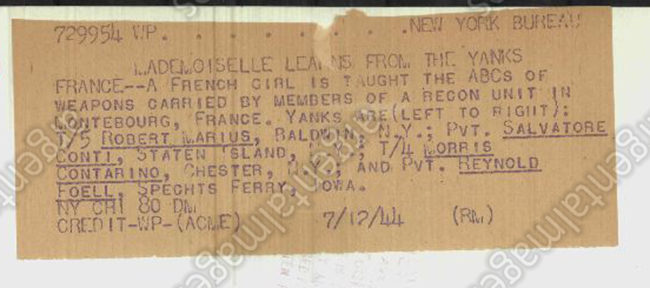 729954 WP. . . . . . . . .NEW YORK BUREAU
MADEMOISELLE LEARNS FROM THE YANKS
FRANCE--A FRENCH GIRL IS TAUGHT THE ABCS OF
WEAPONS CARRIED BY MEMBERS OF A RECON UNIT IN
MONTEBOURG, FRANCE. YANKS ARE(LEFT TO RIGHT):
T/5 ROBERT MARIUS, BALDWIN, N.Y.; PVT. SALVATORE
CONTI, STATEN ISLAND, N.Y.; T/4 MORRIS
CONTARINO, CHESTER, N.Y.; AND PVT. REYNOLD
FOELL, SPECHTS FERRY, IOWA.
NY CHI 80 DM
CREDIT-WP-(ACME) 7/12/44 (RM)